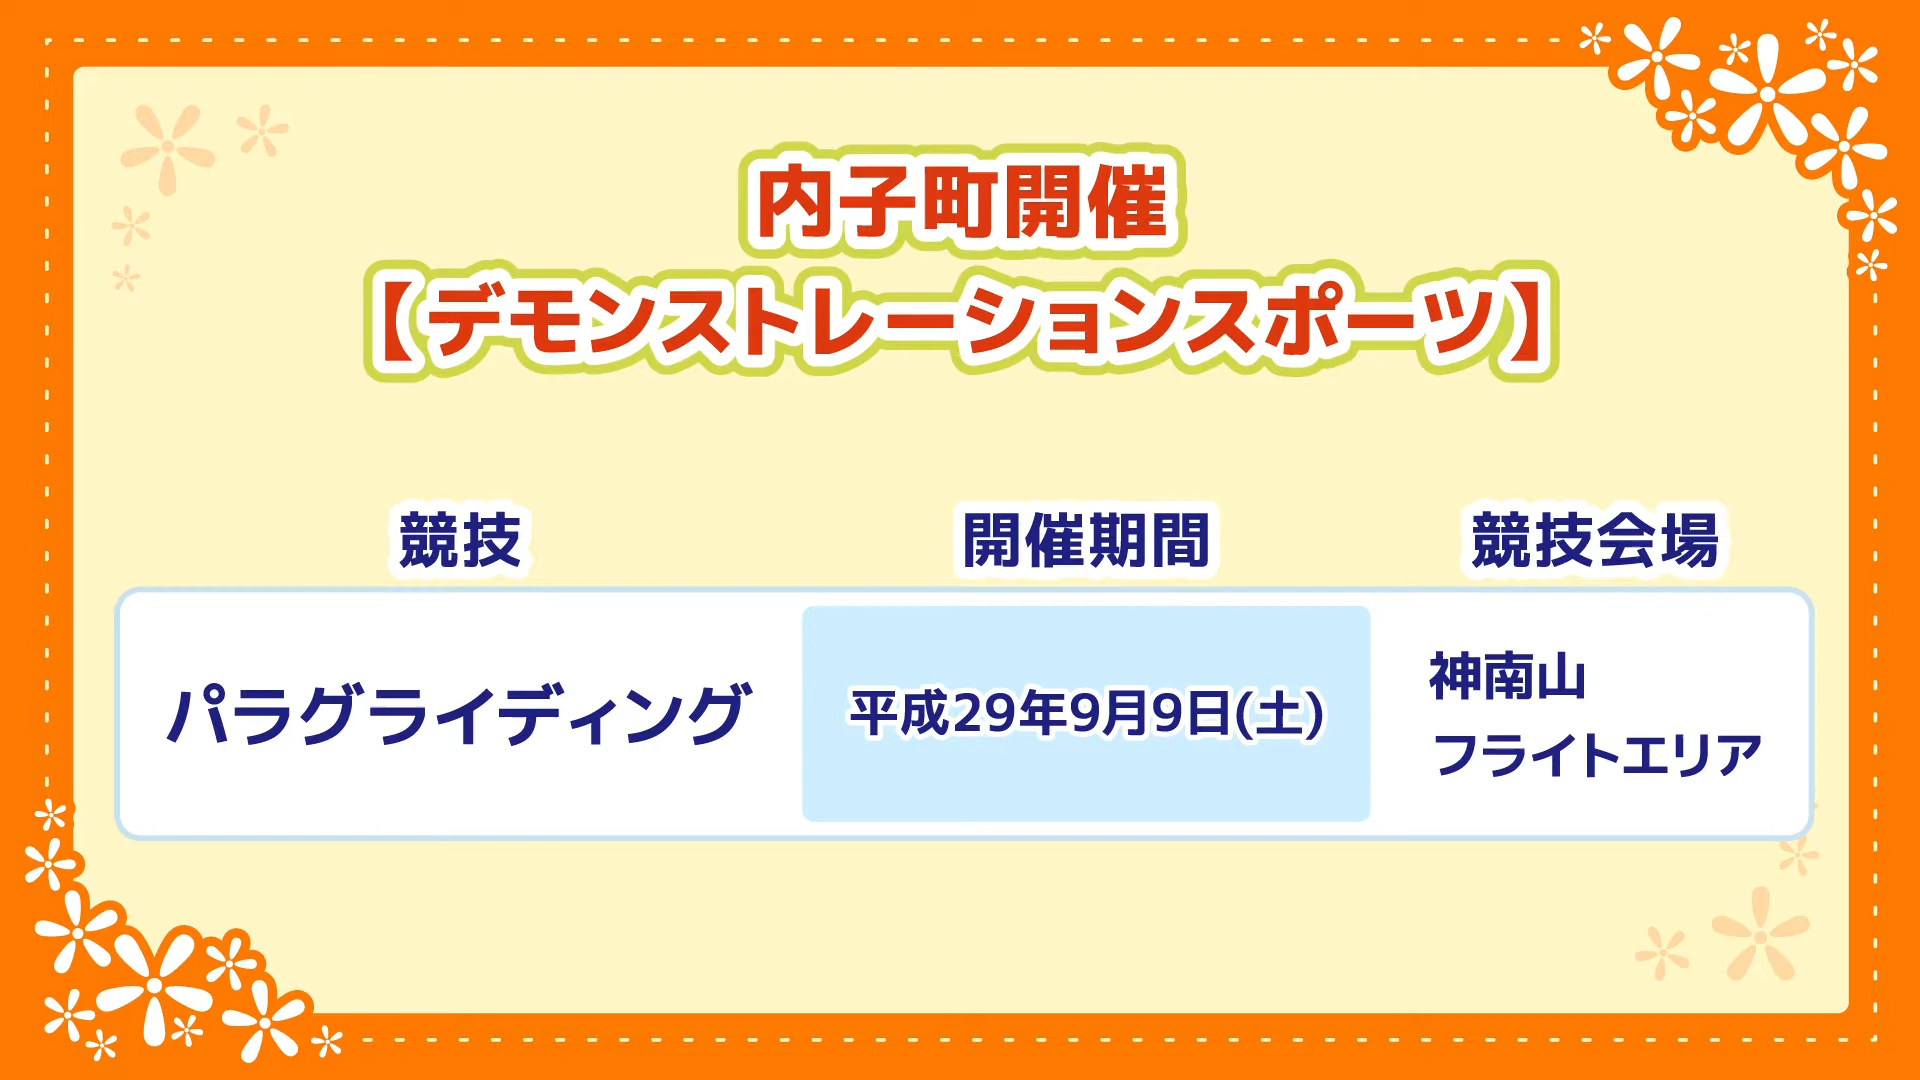 内子町開催
【デモンストレーションスポーツ】
競技 開催期間 競技会場
パラグライディング 平成29年9月9日(土) 神南山
フライトエリア